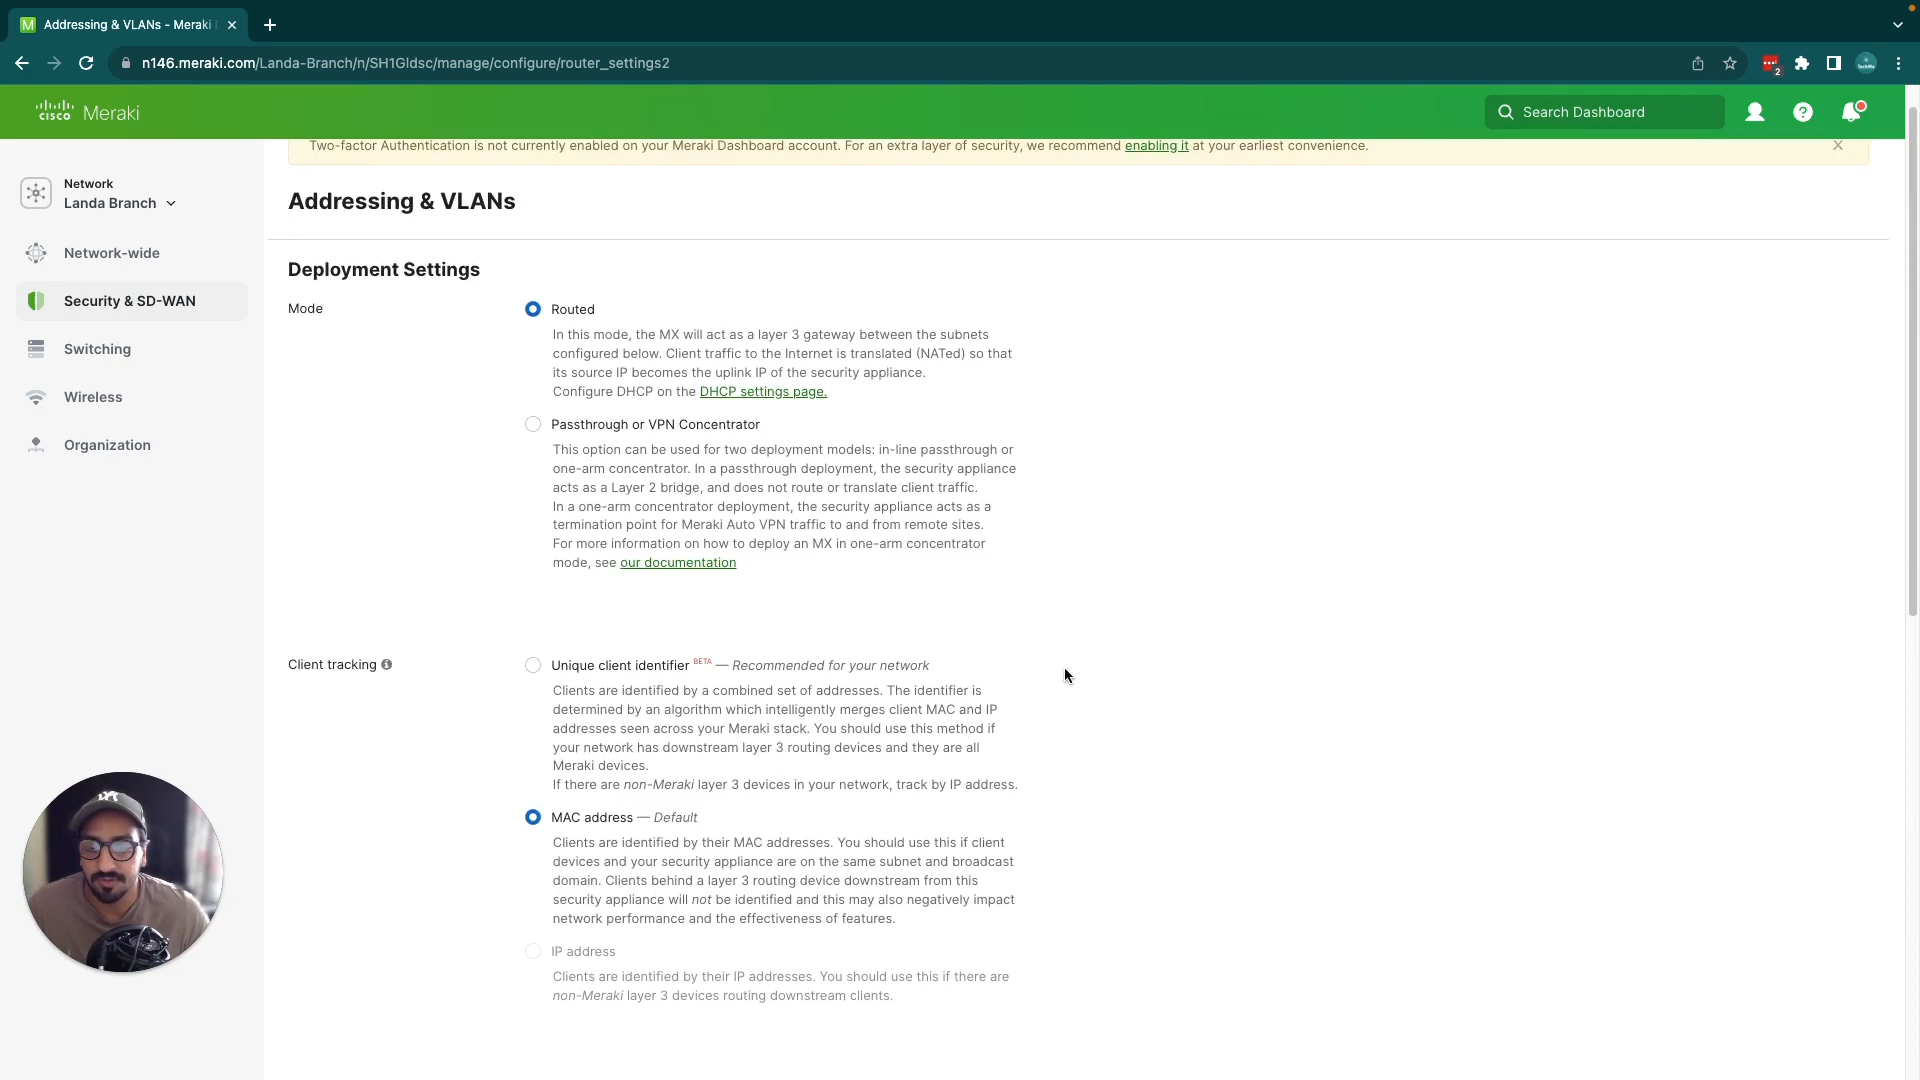 Addressing & VLANs - Meraki
n146.meraki.com/Landa-Branch/n/SH1Gldsc/manage/configure/router_settings2
2
CISCO Meraki
Search Dashboard
Two-factor Authentication is not currently enabled on your Meraki Dashboard account. For an extra layer of security, we recommend enabling it at your earliest convenience.
Network
Landa Branch
Network-wide
Security & SD-WAN
Switching
Wireless
Organization
Addressing & VLANs
Deployment Settings
Mode
Routed
In this mode, the MX will act as a layer 3 gateway between the subnets
configured below. Client traffic to the Internet is translated (NATed) so that
its source IP becomes the uplink IP of the security appliance.
Configure DHCP on the DHCP settings page.
Passthrough or VPN Concentrator
This option can be used for two deployment models: in-line passthrough or
one-arm concentrator. In a passthrough deployment, the security appliance
acts as a Layer 2 bridge, and does not route or translate client traffic.
In a one-arm concentrator deployment, the security appliance acts as a
termination point for Meraki Auto VPN traffic to and from remote sites.
For more information on how to deploy an MX in one-arm concentrator
mode, see our documentation
Client tracking
Unique client identifier BETA — Recommended for your network
Clients are identified by a combined set of addresses. The identifier is
determined by an algorithm which intelligently merges client MAC and IP
addresses seen across your Meraki stack. You should use this method if
your network has downstream layer 3 routing devices and they are all
Meraki devices.
If there are non-Meraki layer 3 devices in your network, track by IP address.
MAC address — Default
Clients are identified by their MAC addresses. You should use this if client
devices and your security appliance are on the same subnet and broadcast
domain. Clients behind a layer 3 routing device downstream from this
security appliance will not be identified and this may also negatively impact
network performance and the effectiveness of features.
IP address
Clients are identified by their IP addresses. You should use this if there are
non-Meraki layer 3 devices routing downstream clients.